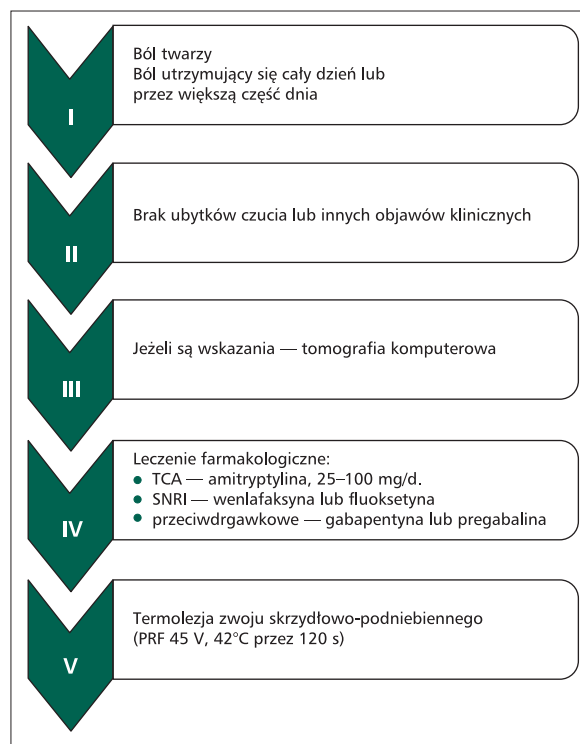 I
Ból twarzy
Ból utrzymujący się cały dzień lub
przez większą część dnia
II
Brak ubytków czucia lub innych objawów klinicznych
III
Jeżeli są wskazania — tomografia komputerowa
IV
Leczenie farmakologiczne:
● TCA — amitryptylina, 25–100 mg/d.
● SNRI — wenlafaksyna lub fluoksetyna
● przeciwdrgawkowe — gabapentyna lub pregabalina
V
Termolezja zwoju skrzydłowo-podniebiennego
(PRF 45 V, 42°C przez 120 s)